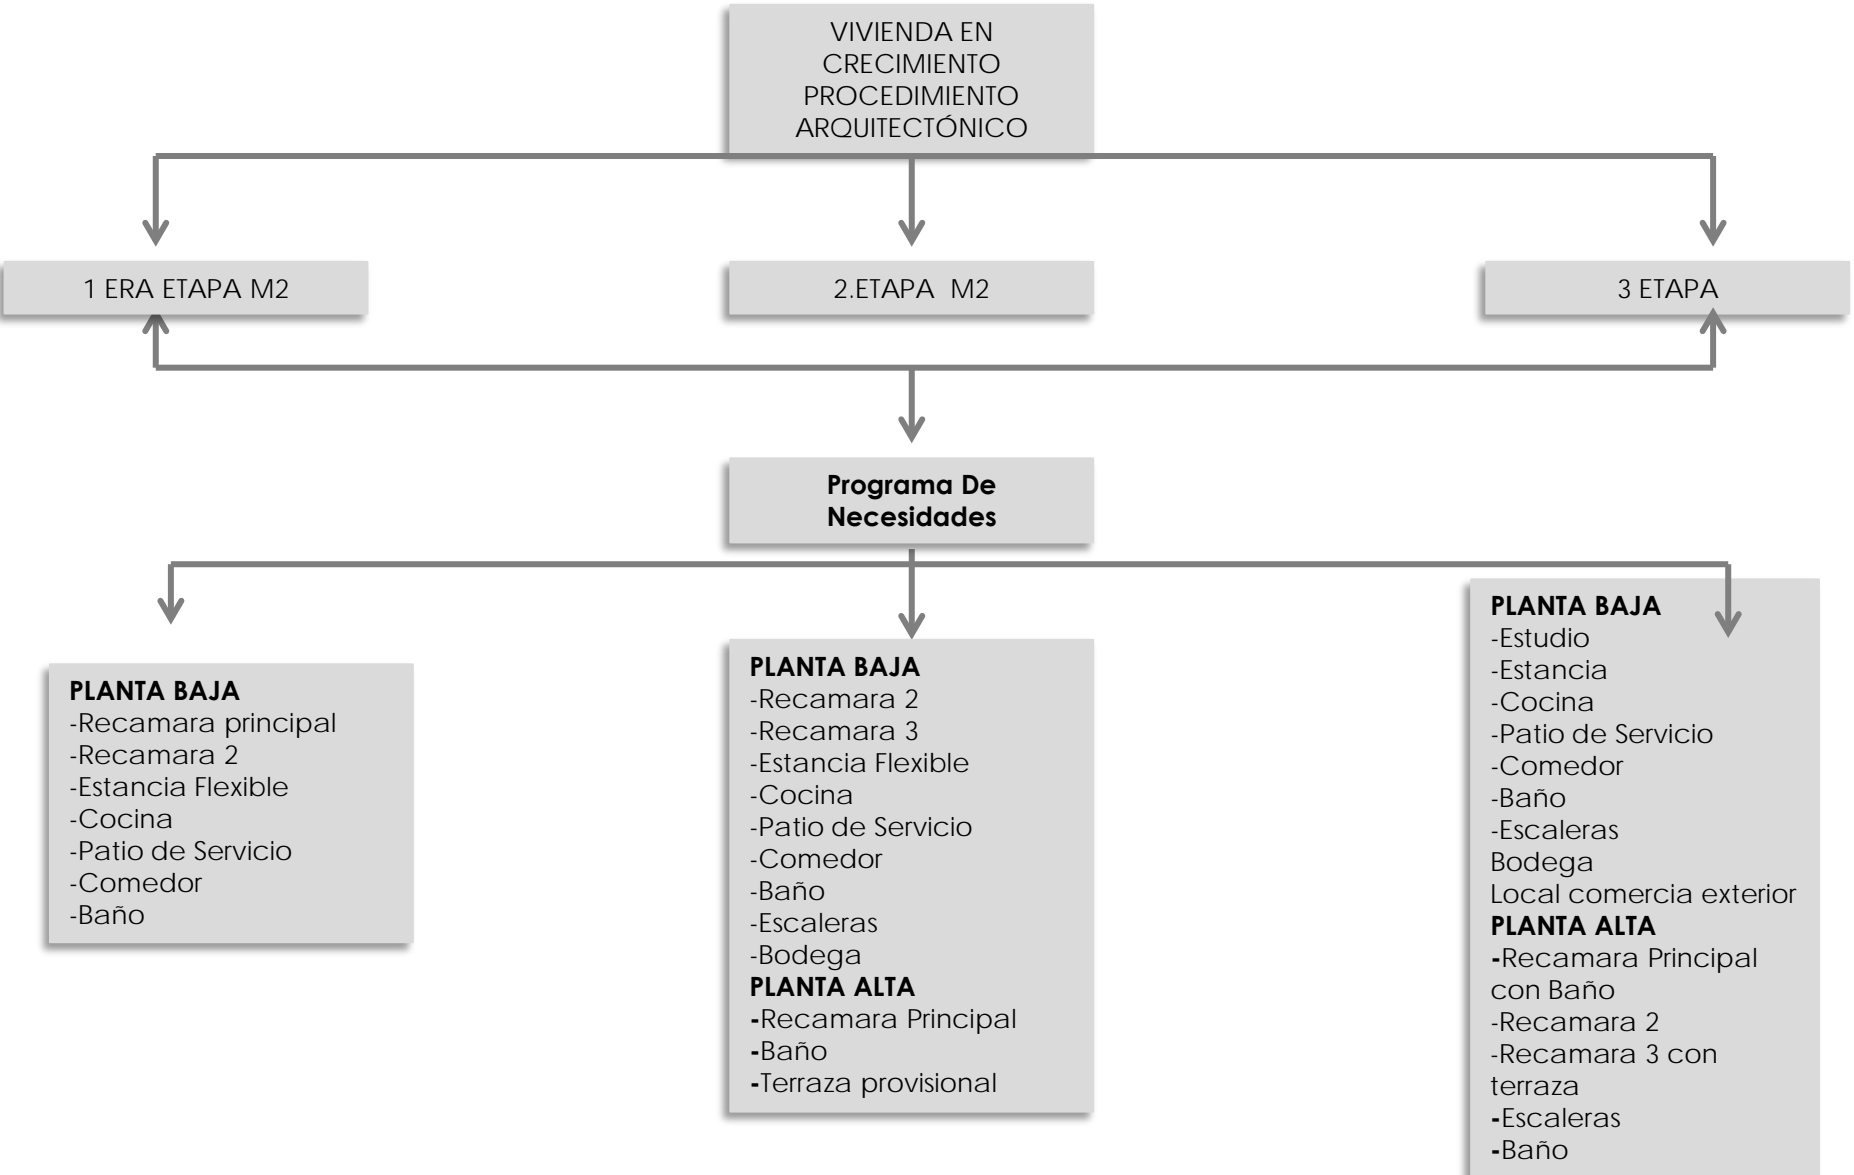 VIVIENDA EN
CRECIMIENTO
PROCEDIMIENTO
ARQUITECTÓNICO
1 ERA ETAPA M2
2.ETAPA  M2
3 ETAPA
Programa De
Necesidades
PLANTA BAJA
-Recamara principal
-Recamara 2
-Estancia Flexible
-Cocina
-Patio de Servicio
-Comedor
-Baño
PLANTA BAJA
-Recamara 2
-Recamara 3
-Estancia Flexible
-Cocina
-Patio de Servicio
-Comedor
-Baño
-Escaleras
-Bodega
PLANTA ALTA
-Recamara Principal
-Baño
-Terraza provisional
PLANTA BAJA
-Estudio
-Estancia
-Cocina
-Patio de Servicio
-Comedor
-Baño
-Escaleras
Bodega
Local comercia exterior
PLANTA ALTA
-Recamara Principal
con Baño
-Recamara 2
-Recamara 3 con
terraza
-Escaleras
-Baño